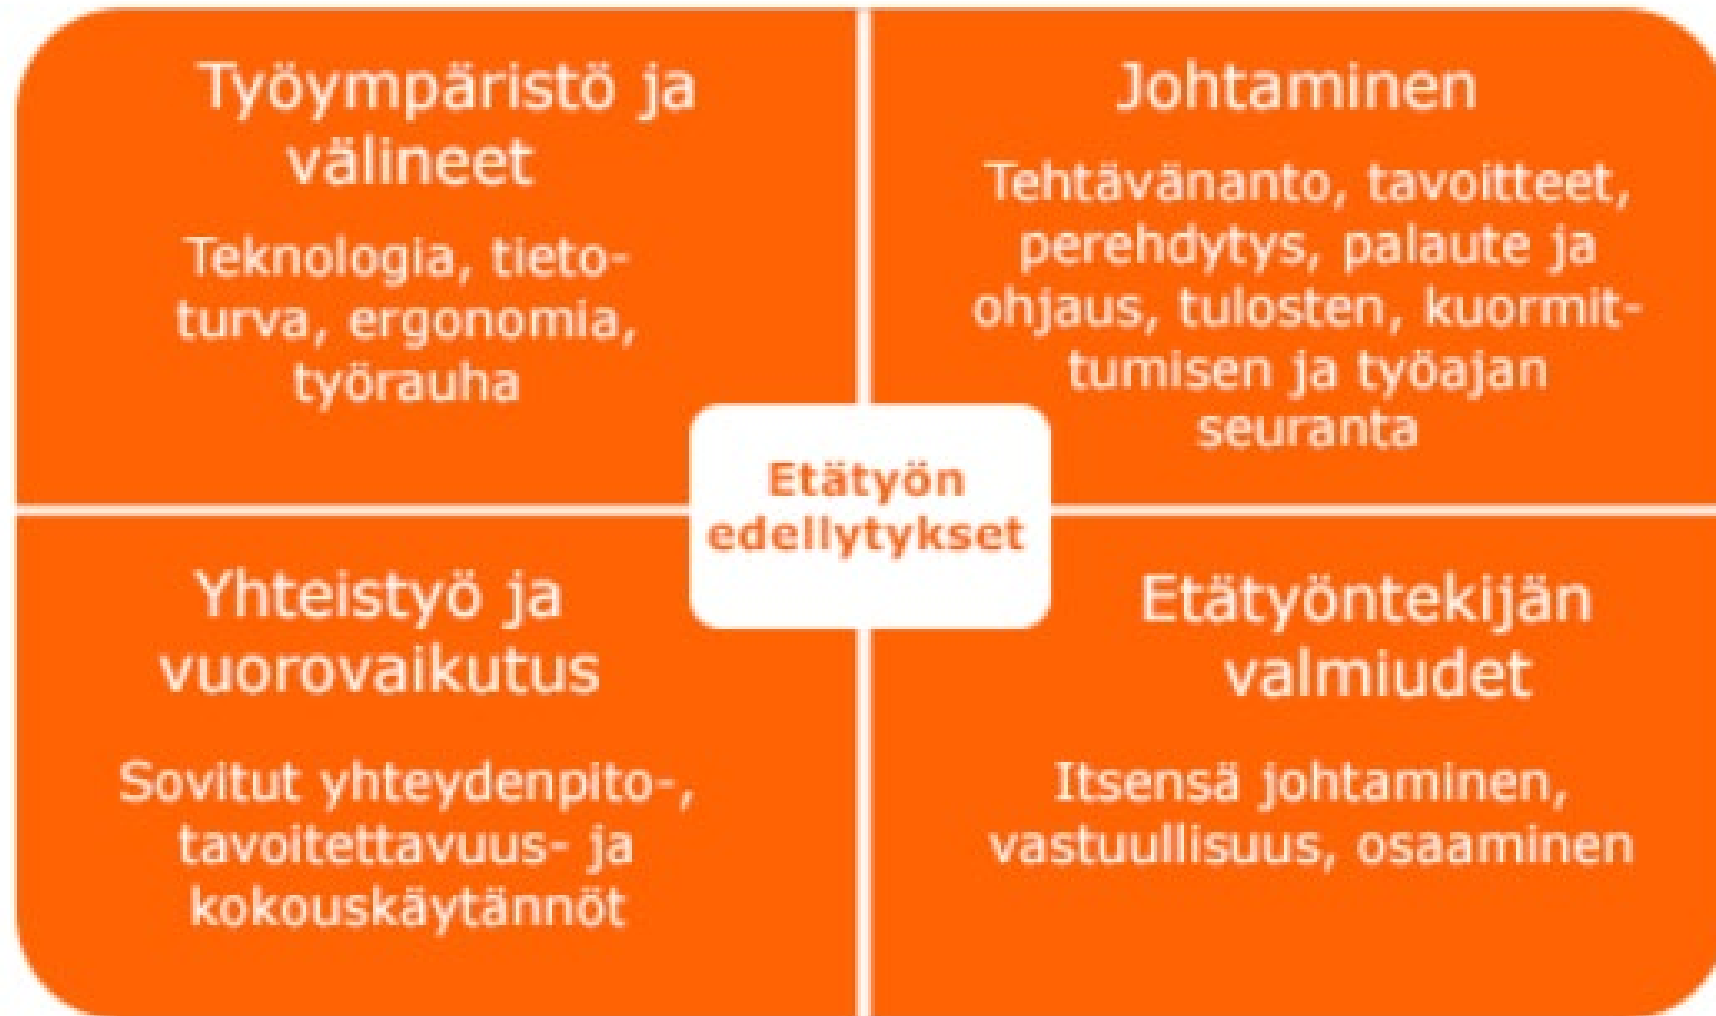 Työympäristö ja
välineet
Teknologia, tieto-
turva, ergonomia,
työrauha
Johtaminen
Tehtävänanto, tavoitteet,
perehdytys, palaute ja
ohjaus, tulosten, kuormit-
tumisen ja työajan
seuranta
Etätyön
edellytykset
Yhteistyö ja
vuorovaikutus
Sovitut yhteydenpito-,
tavoitettavuus- ja
kokouskäytännöt
Etätyöntekijän
valmiudet
Itsensä johtaminen,
vastuullisuus, osaaminen